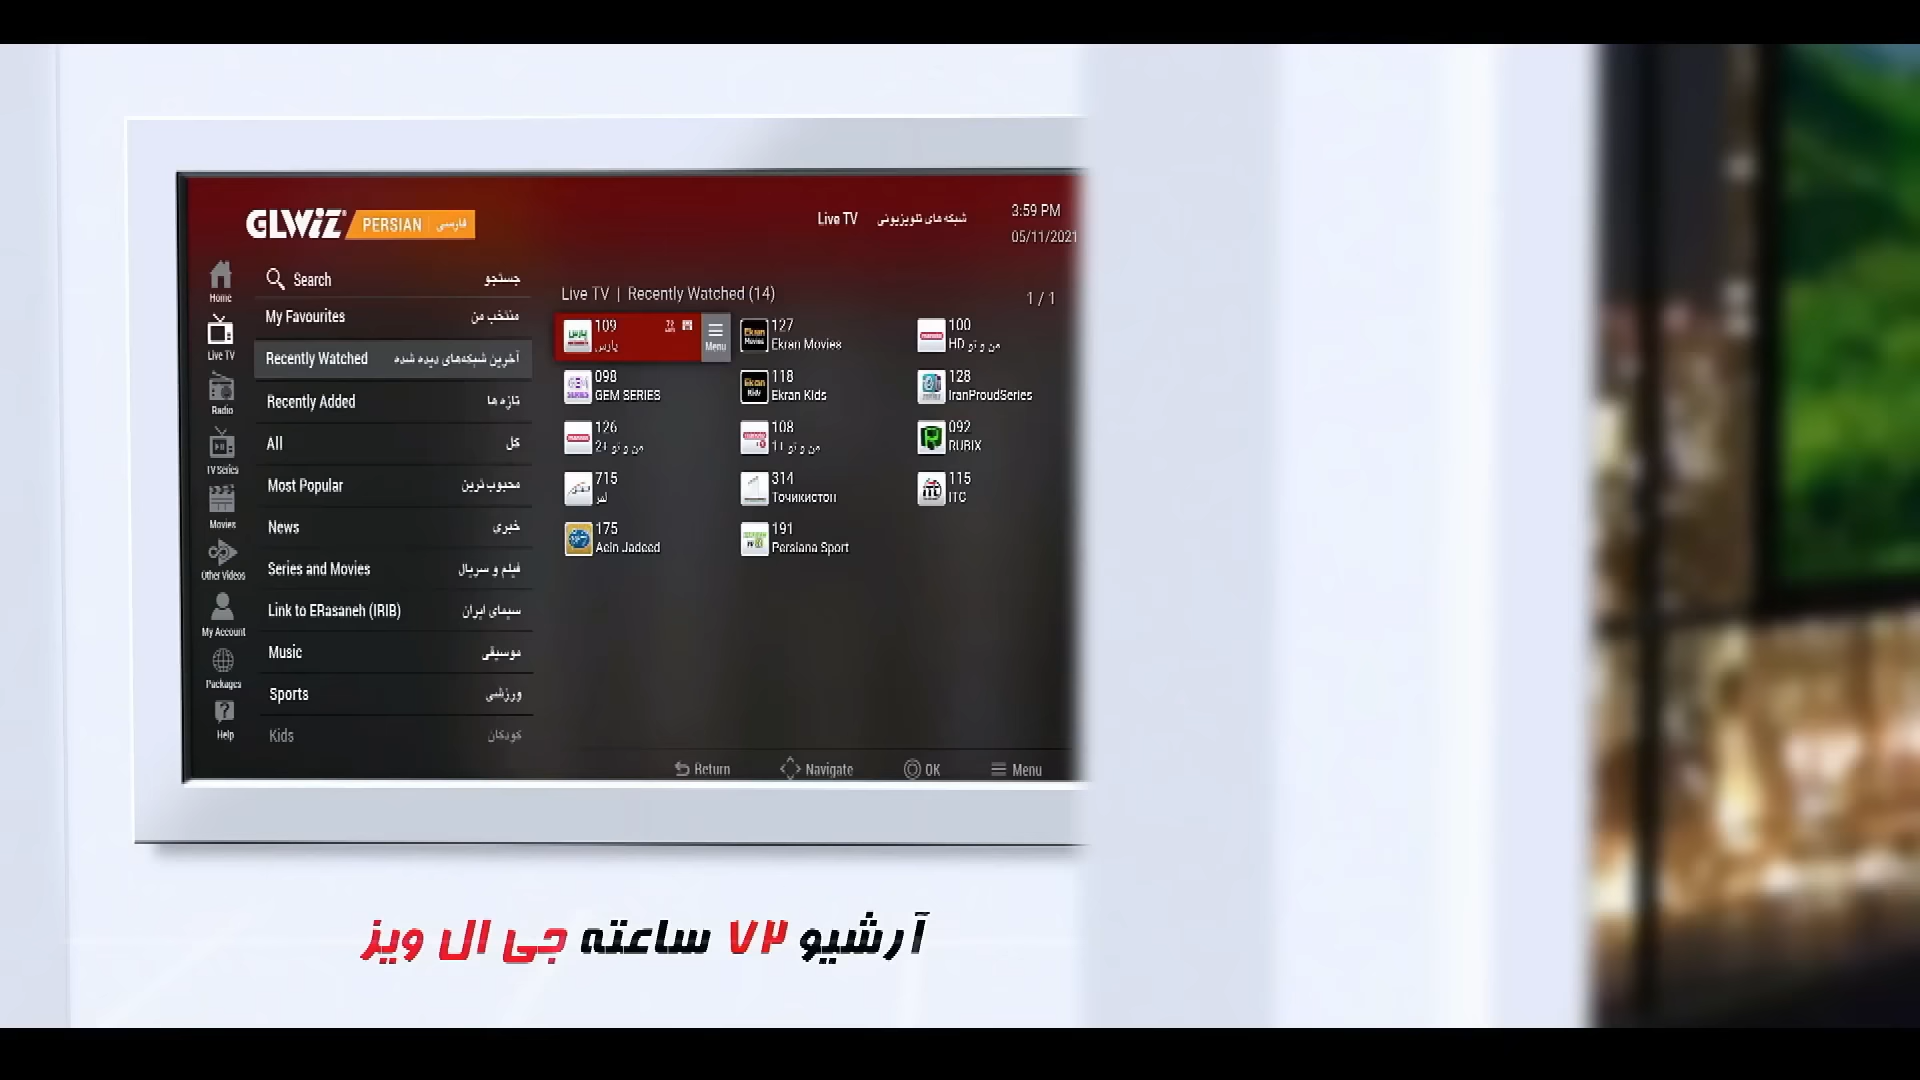 GLWiZ PERSIAN فارسی
Live TV شبکه های تلویزیونی
3:59 PM
05/11/2021
Home
Live TV
Radio
TV Series
Movies
Other Videos
My Account
Packages
Help
Search جستجو
My Favourites منتخب من
Recently Watched آخرین شبکه‌های دیده شده
Recently Added تازه ها
All کل
Most Popular محبوب ترین
News خبری
Series and Movies فیلم و سریال
Link to ERasaneh (IRIB) سیمای ایران
Music موسیقی
Sports ورزشی
Kids کودکان
Live TV | Recently Watched (14)
1 / 1
109 پارس
Menu
127 Ekran Movies
100 من و تو HD
098 GEM SERIES
118 Ekran Kids
128 IranProudSeries
126 من و تو 2+
108 من و تو 1+
092 RUBIX
715 لمر
314 Точикистон
115 ITC
175 Aein Jadeed
191 Persiana Sport
Return
Navigate
OK
Menu
آرشیو ۷۲ ساعته جی ال ویز